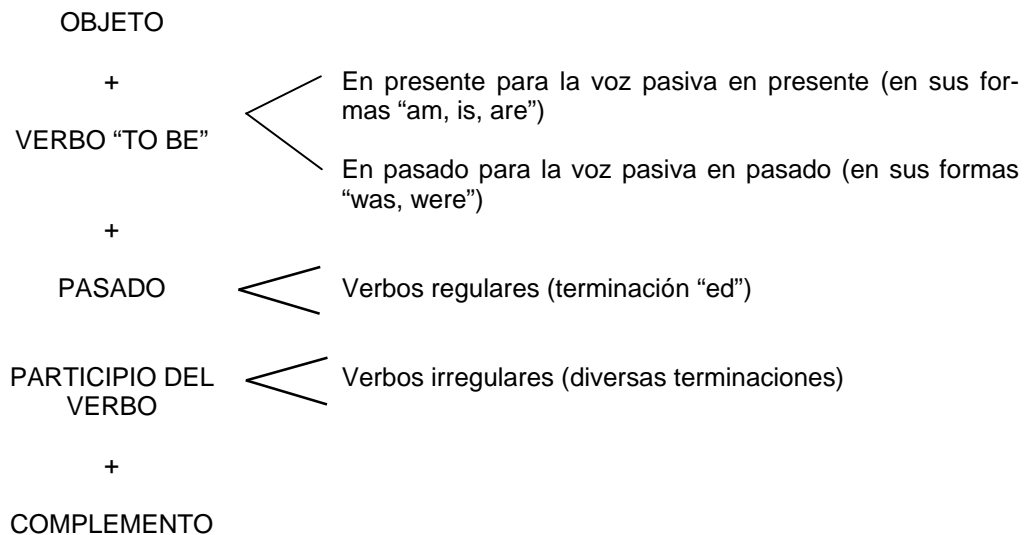 OBJETO
+
En presente para la voz pasiva en presente (en sus for-
mas “am, is, are”)
VERBO “TO BE”
En pasado para la voz pasiva en pasado (en sus formas
“was, were”)
+
PASADO
Verbos regulares (terminación “ed”)
PARTICIPIO DEL
VERBO
Verbos irregulares (diversas terminaciones)
+
COMPLEMENTO